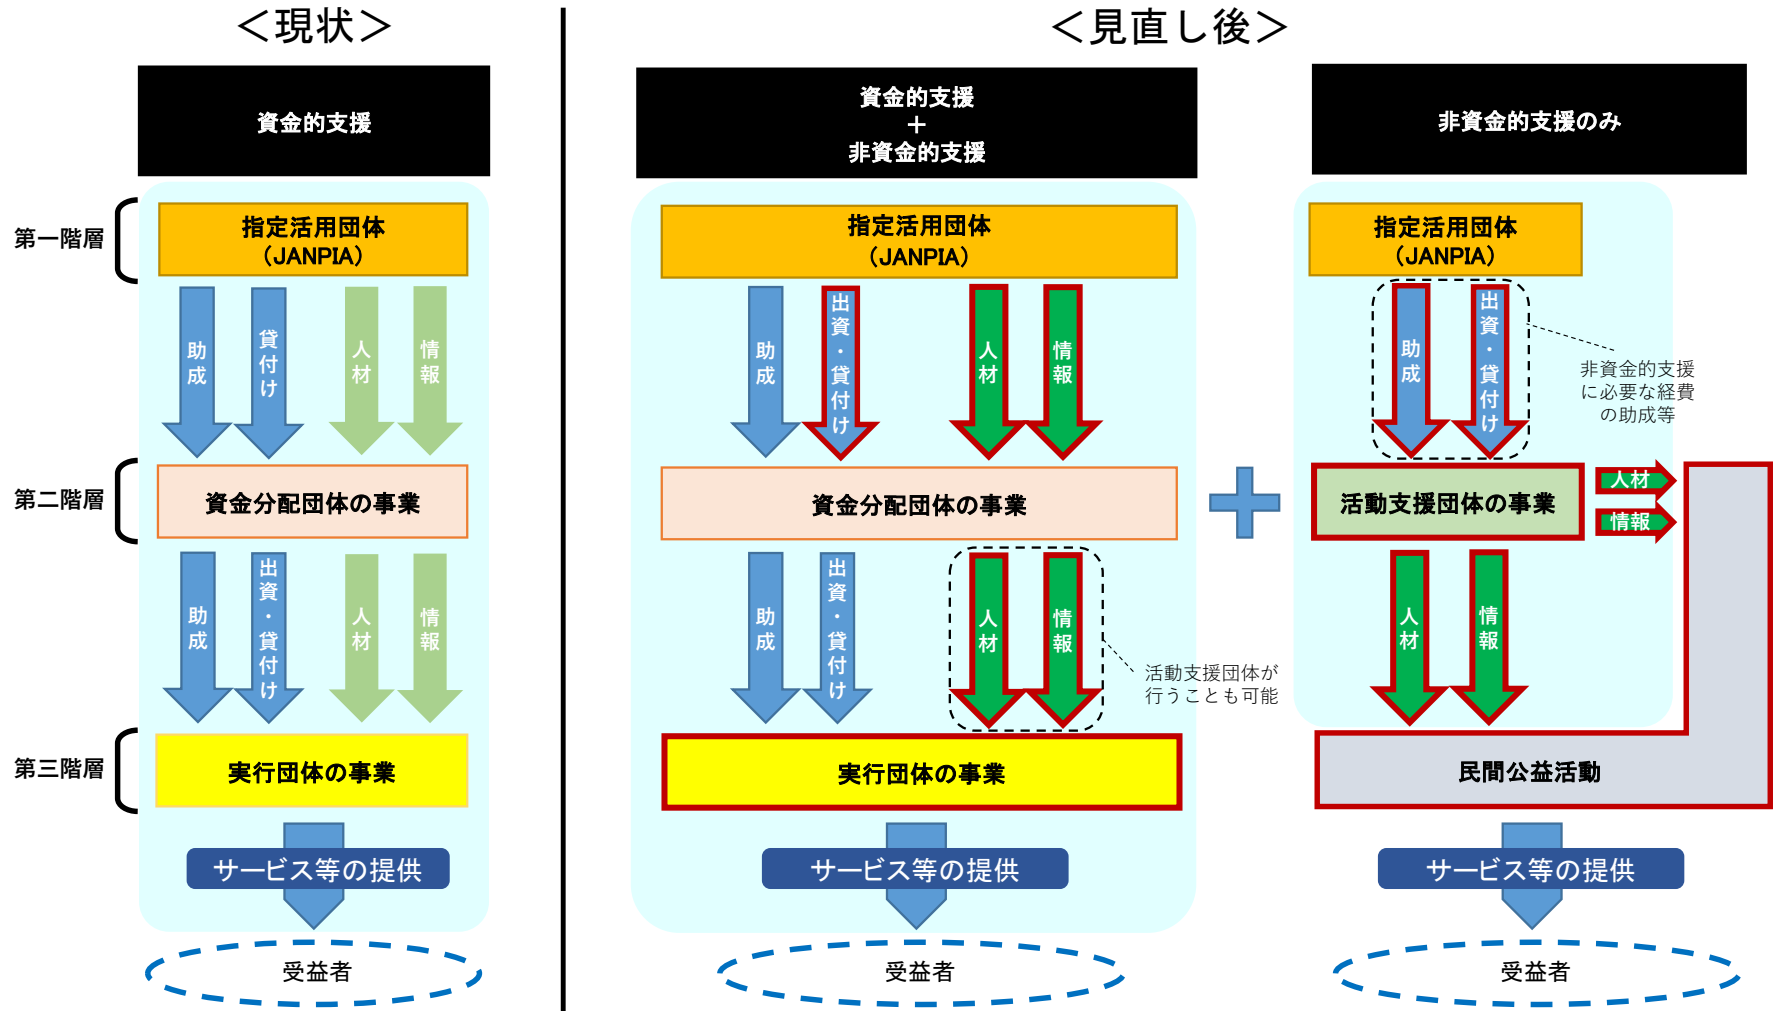 ＜現状＞
資金的支援
第一階層
指定活用団体
（JANPIA）
助成
貸付け
人材
情報
第二階層
資金分配団体の事業
助成
出資・貸付け
人材
情報
第三階層
実行団体の事業
サービス等の提供
受益者
＜見直し後＞
資金的支援
＋
非資金的支援
指定活用団体
（JANPIA）
助成
出資・貸付け
人材
情報
資金分配団体の事業
助成
出資・貸付け
人材
情報
活動支援団体が
行うことも可能
実行団体の事業
サービス等の提供
受益者
非資金的支援のみ
指定活用団体
（JANPIA）
助成
出資・貸付け
非資金的支援
に必要な経費
の助成等
活動支援団体の事業
人材
情報
人材
情報
民間公益活動
サービス等の提供
受益者